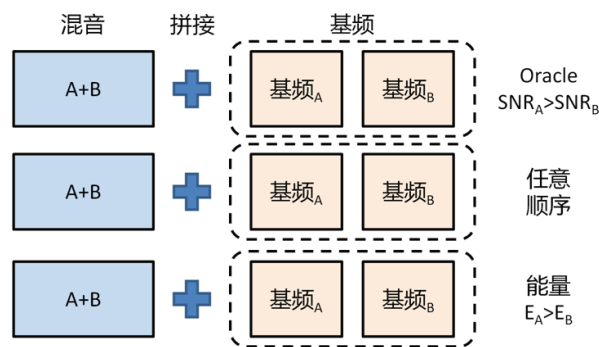 混音 拼接 基频
A+B 基频A 基频B Oracle
SNRA>SNRB
A+B 基频A 基频B 任意
顺序
A+B 基频A 基频B 能量
EA>EB